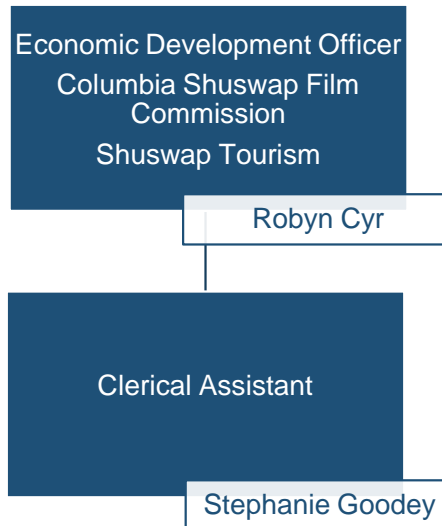 Economic Development Officer
Columbia Shuswap Film
Commission
Shuswap Tourism
Robyn Cyr
Clerical Assistant
Stephanie Goodey